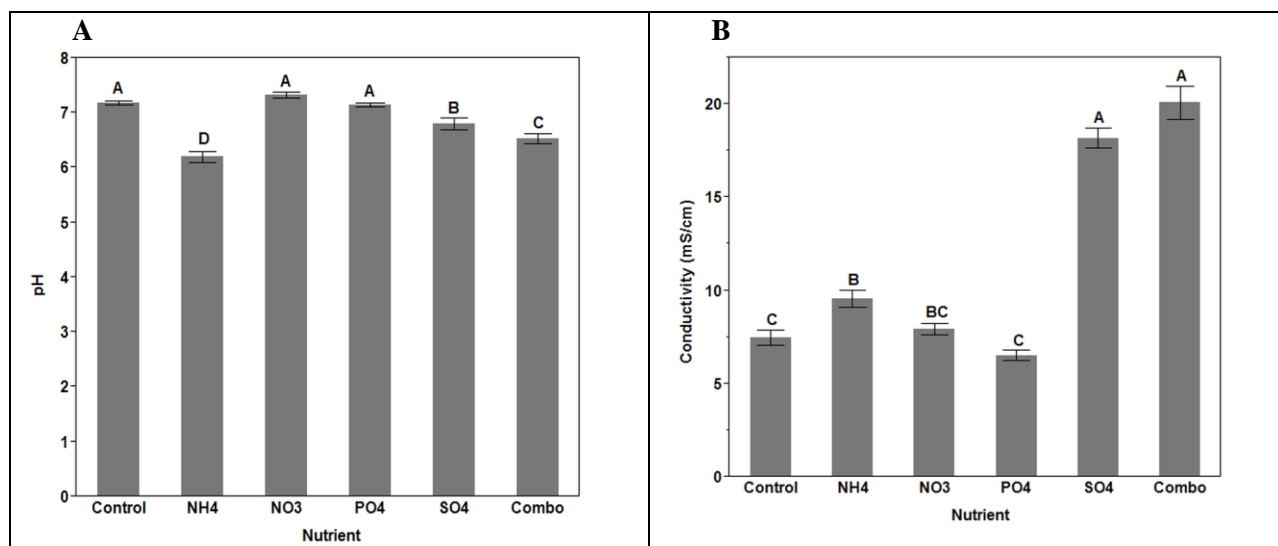 A
pH
8
7
6
5
4
3
2
1
0
A
D
A
A
B
C
Control NH4 NO3 PO4 SO4 Combo
Nutrient
B
Conductivity (mS/cm)
20
15
10
5
0
C
B
BC
C
A
A
Control NH4 NO3 PO4 SO4 Combo
Nutrient